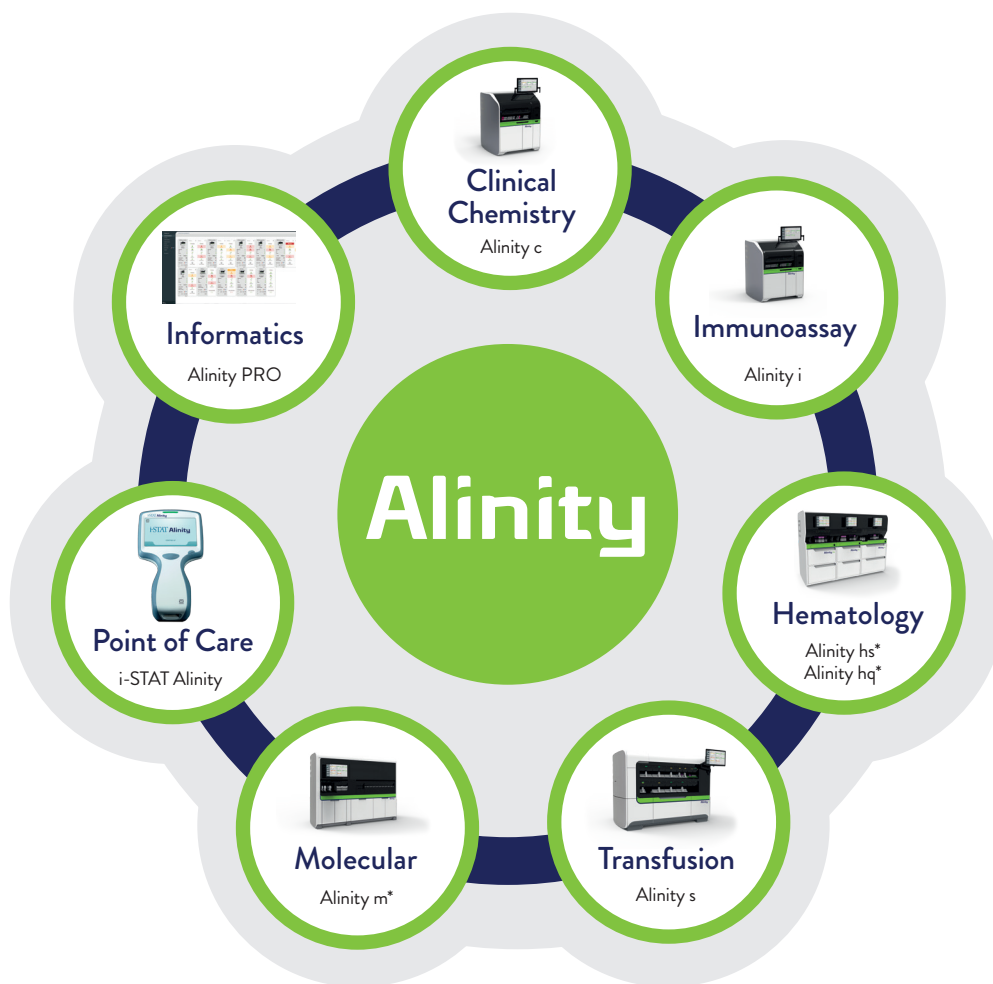 Clinical
Chemistry
Alinity c
Immunoassay
Alinity i
Hematology
Alinity hs*
Alinity hq*
Transfusion
Alinity s
Molecular
Alinity m*
i-STAT Alinity
Point of Care
i-STAT Alinity
Informatics
Alinity PRO
Alinity